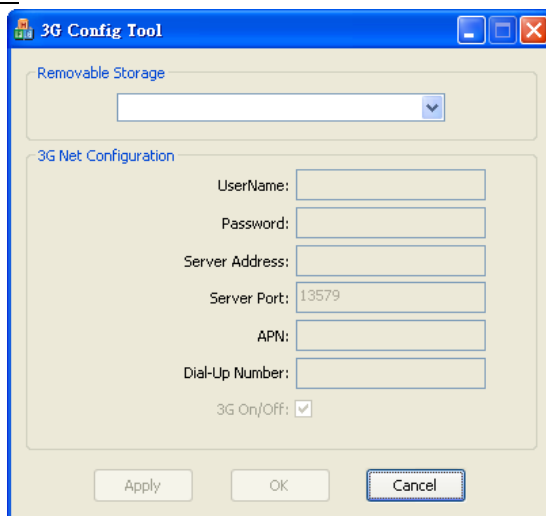 3G Config Tool
Removable Storage
3G Net Configuration
UserName:
Password:
Server Address:
Server Port: 13579
APN:
Dial-Up Number:
3G On/Off:
Apply OK Cancel